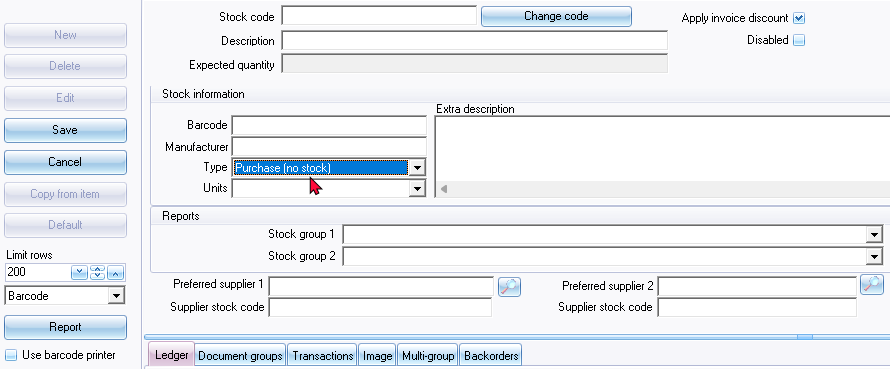 New
Delete
Edit
Save
Cancel
Copy from item
Default
Limit rows
200
Barcode
Report
Use barcode printer
Stock code
Change code
Apply invoice discount
Description
Disabled
Expected quantity
Stock information
Extra description
Barcode
Manufacturer
Type Purchase (no stock)
Units
Reports
Stock group 1
Stock group 2
Preferred supplier 1
Preferred supplier 2
Supplier stock code
Supplier stock code
Ledger Document groups Transactions Image Multi-group Backorders